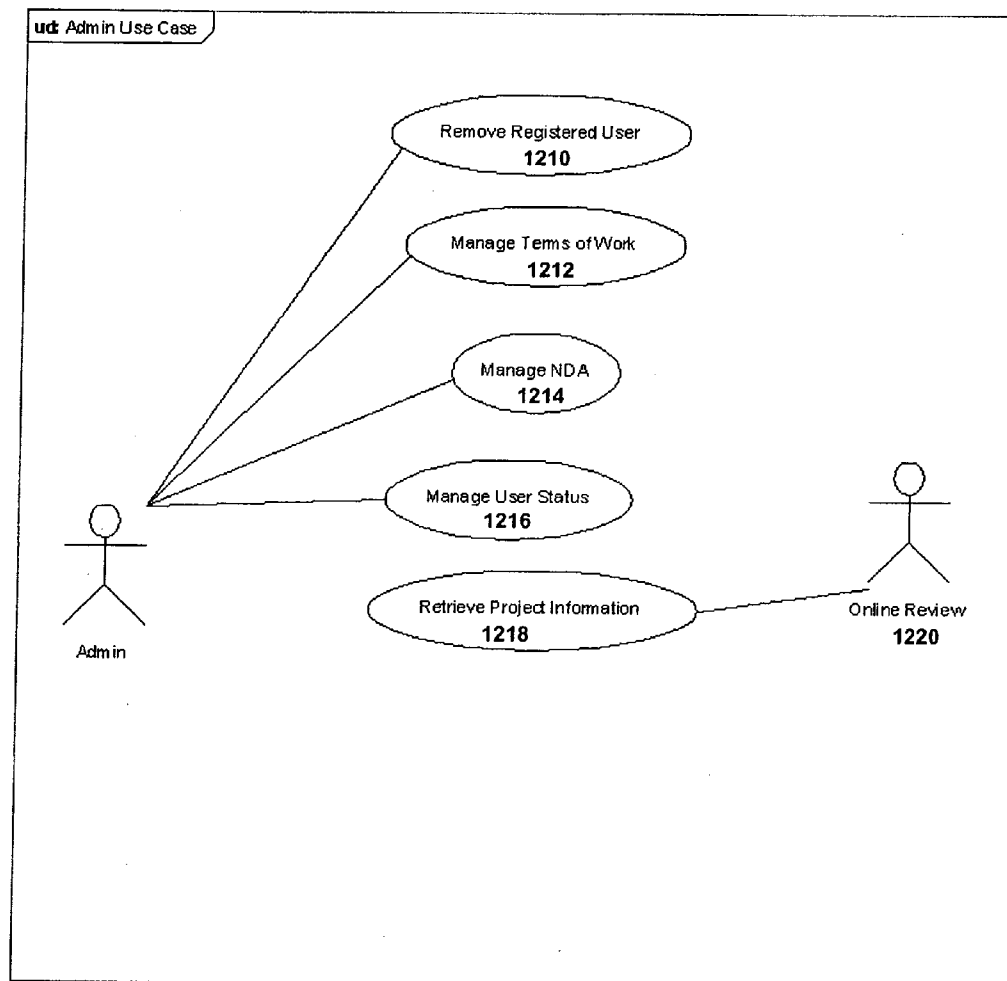 ud: Admin Use Case
Remove Registered User
1210
Manage Terms of Work
1212
Manage NDA
1214
Manage User Status
1216
Retrieve Project Information
1218
Admin
Online Review
1220